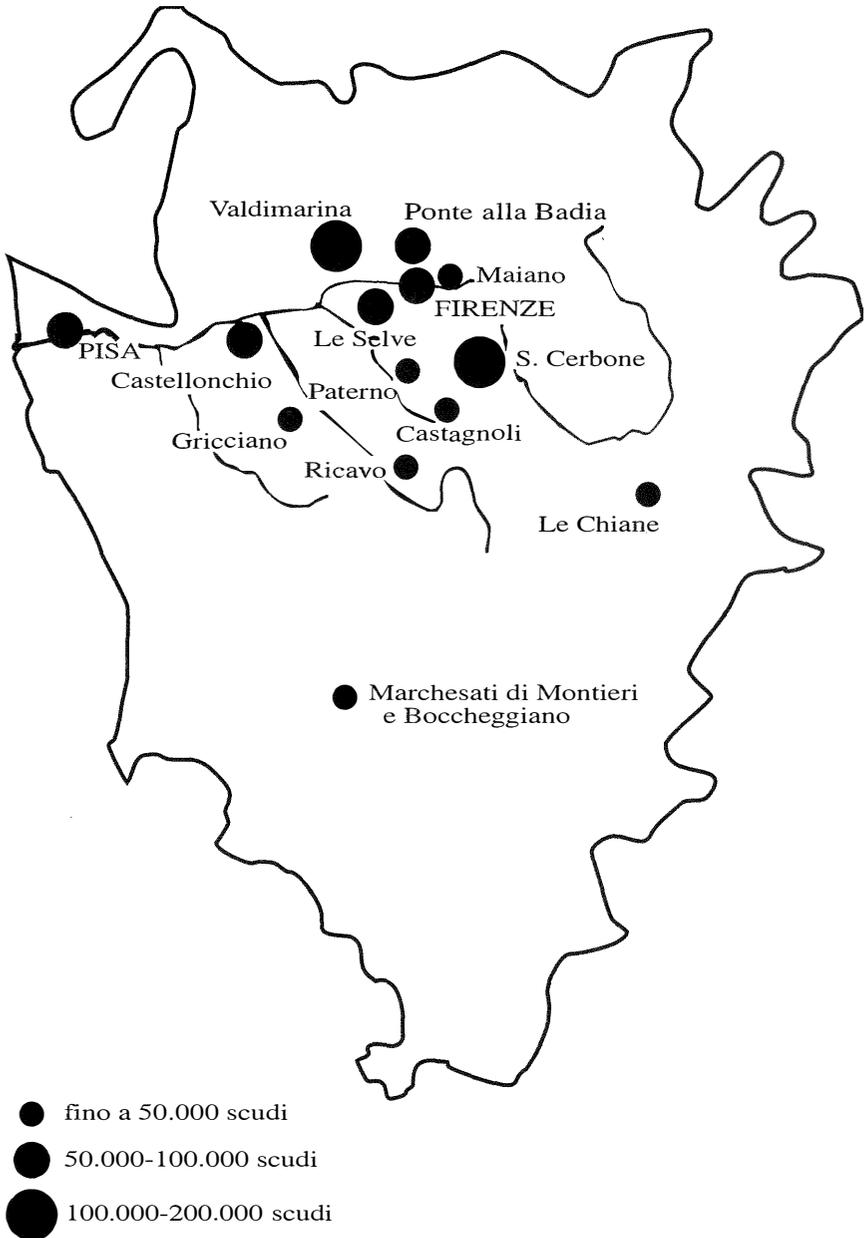 Valdimarina
Ponte alla Badia
Maiano
FIRENZE
PISA
Le Selve
S. Cerbone
Castellonchio
Paterno
Gricciano
Castagnoli
Ricavo
Le Chiane
Marchesati di Montieri
e Boccheggiano
fino a 50.000 scudi
50.000-100.000 scudi
100.000-200.000 scudi